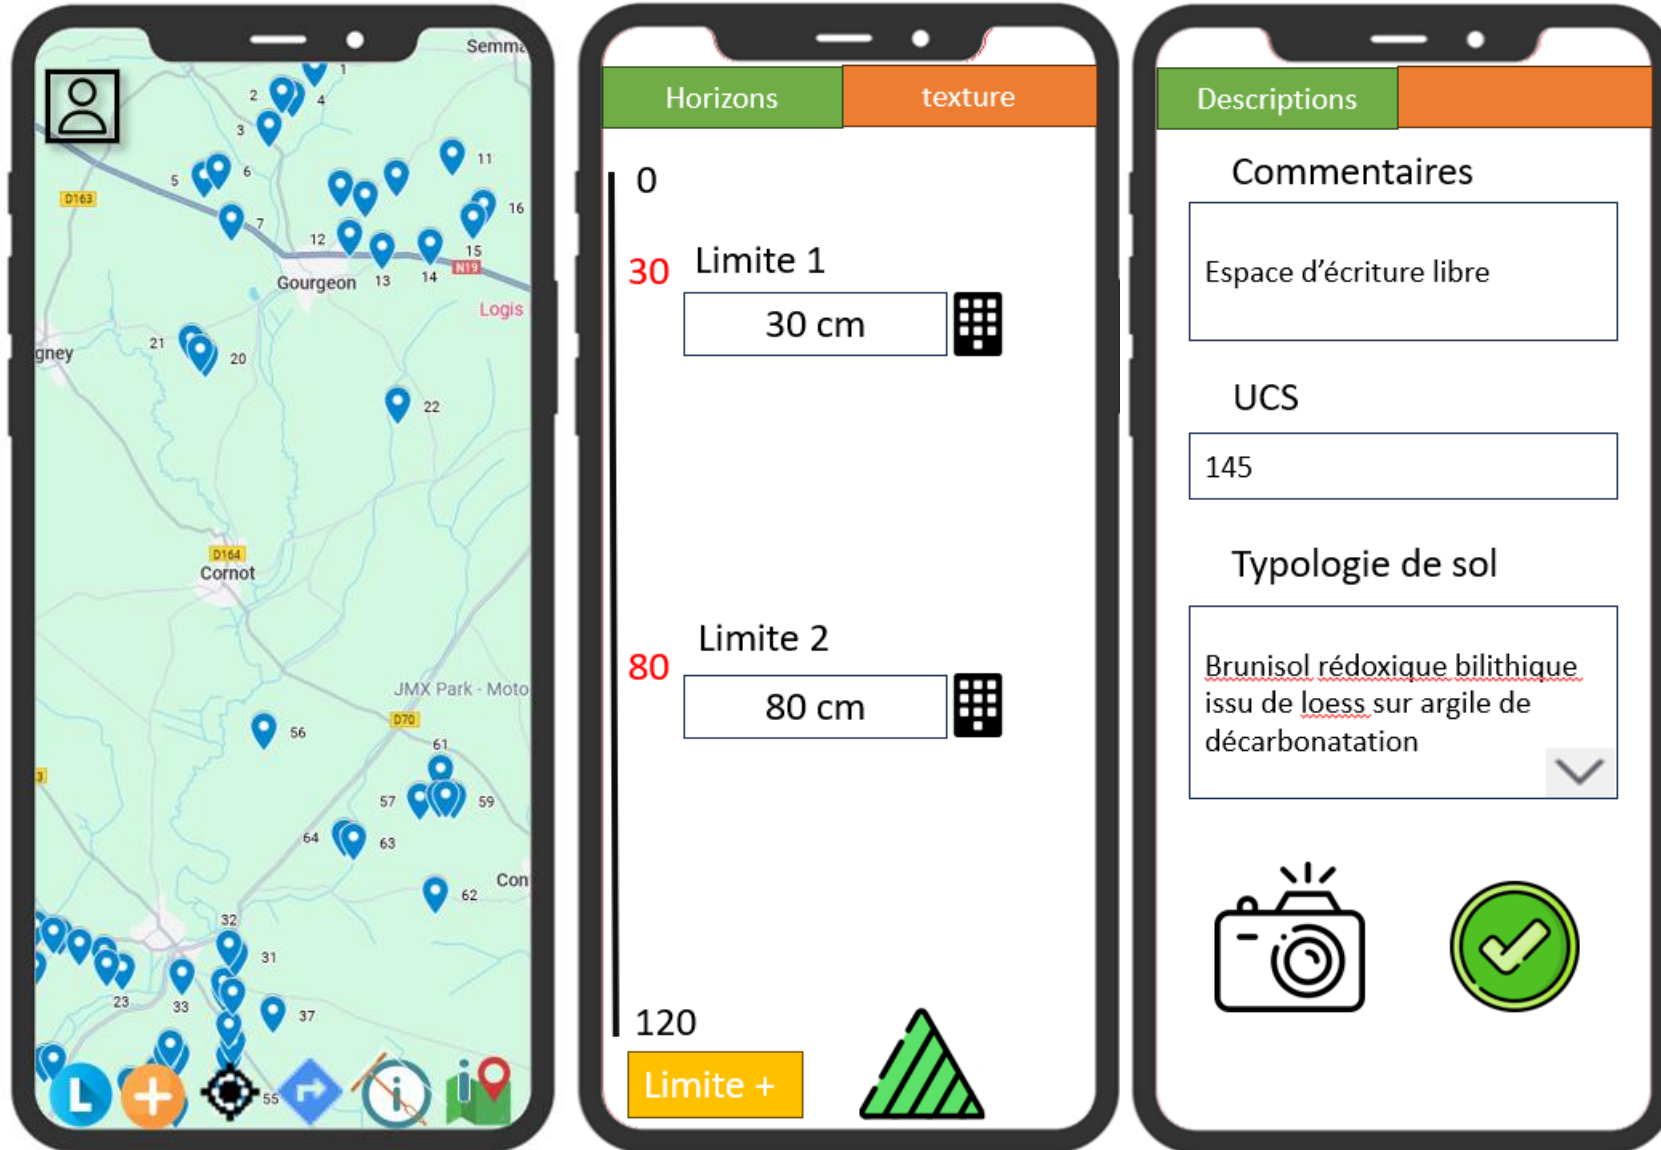 Semm
1
2
4
3
11
5
6
D163
16
7
12
15
N19
13
14
Gourgeon
Logis
21
gney
20
22
D164
Cornot
JMX Park - Moto
D70
56
61
3
57
59
64
63
Con
62
32
31
23
33
37
L
i
i
55
Horizons
texture
0
Limite 1
30
30 cm
Limite 2
80
80 cm
120
Limite +
Descriptions
Commentaires
Espace d’écriture libre
UCS
145
Typologie de sol
Brunisol rédoxique bilithique
issu de loess sur argile de
décarbonatation